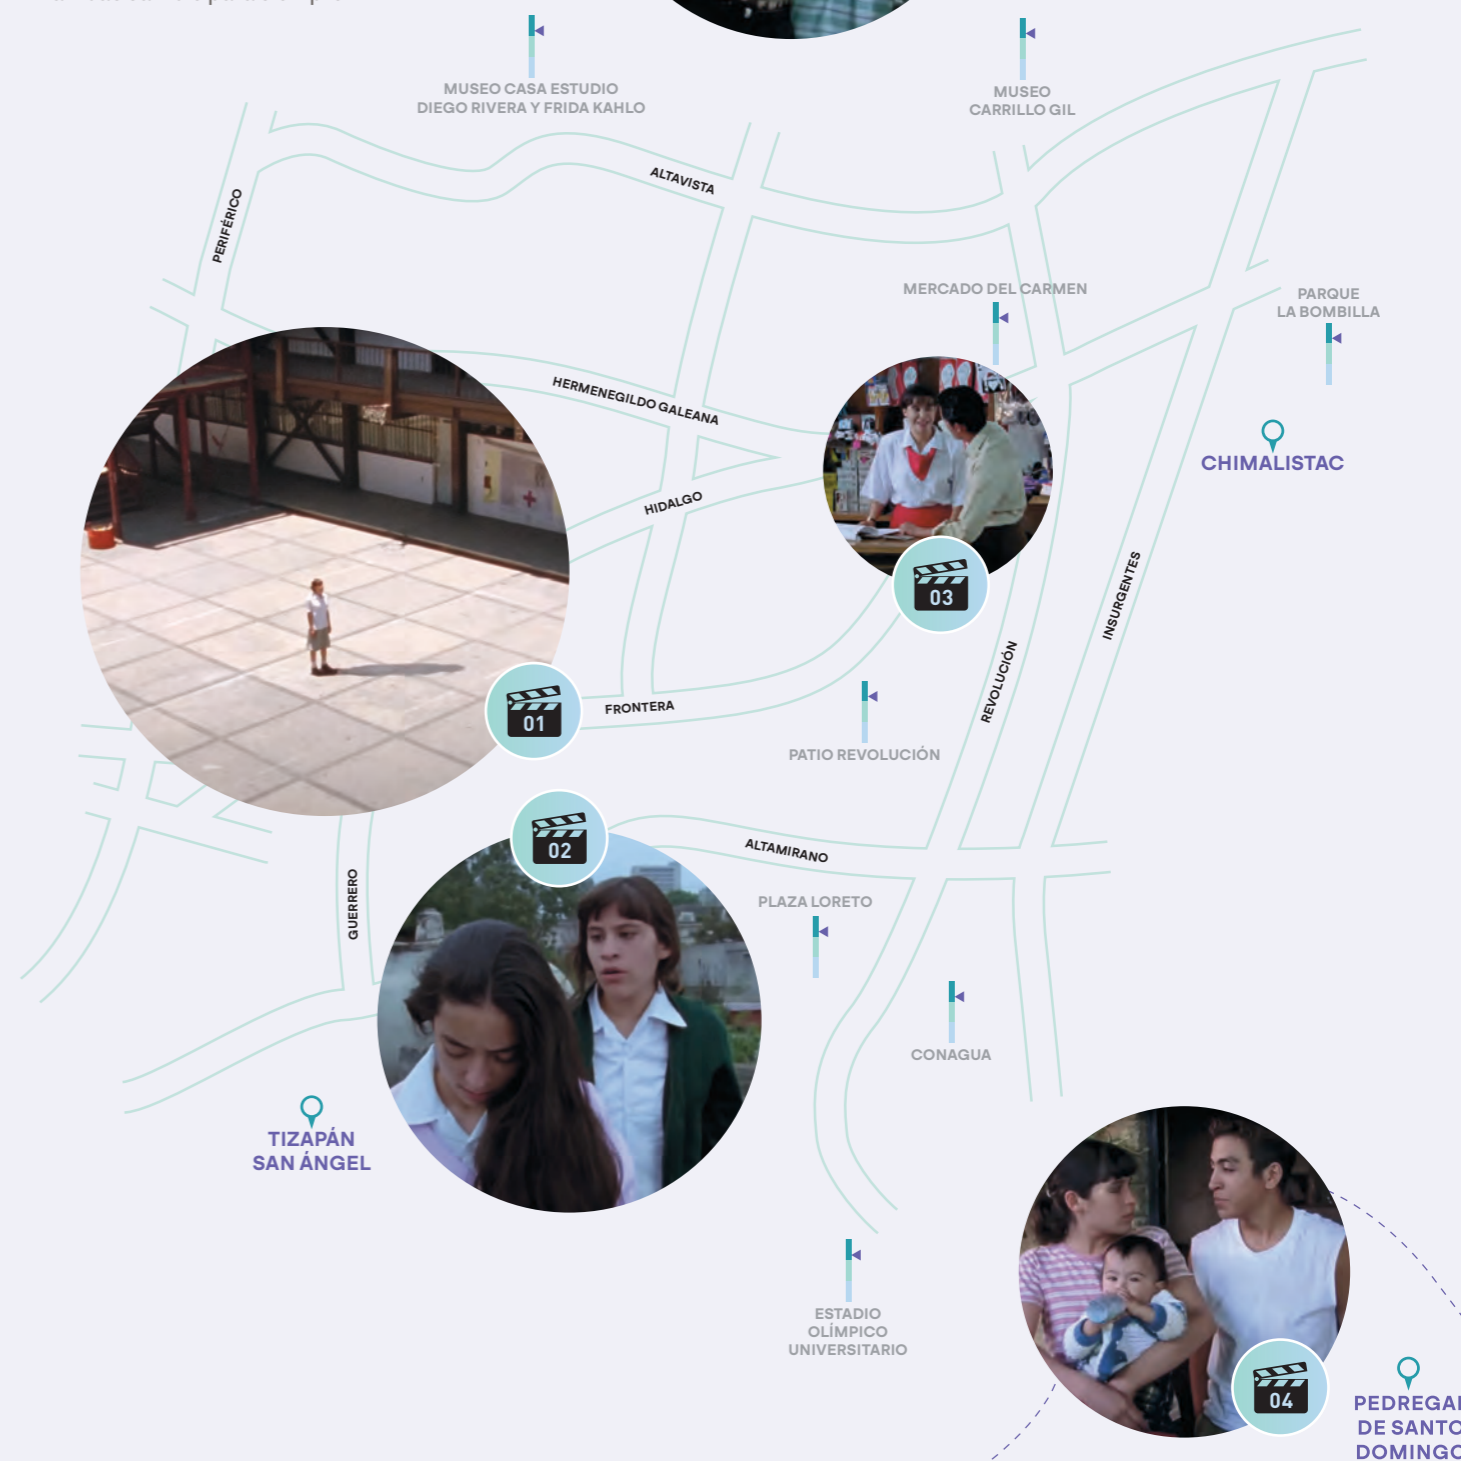 MUSEO CASA ESTUDIO
DIEGO RIVERA Y FRIDA KAHLO
MUSEO
CARRILLO GIL
ALTAVISTA
PERIFÉRICO
MERCADO DEL CARMEN
PARQUE
LA BOMBILLA
HERMENEGILDO GALEANA
CHIMALISTAC
HIDALGO
03
INSURGENTES
REVOLUCIÓN
01
FRONTERA
PATIO REVOLUCIÓN
02
ALTAMIRANO
GUERRERO
PLAZA LORETO
CONAGUA
TIZAPÁN
SAN ÁNGEL
ESTADIO
OLÍMPICO
UNIVERSITARIO
04
PEDREGAL
DE SANTO
DOMINGO